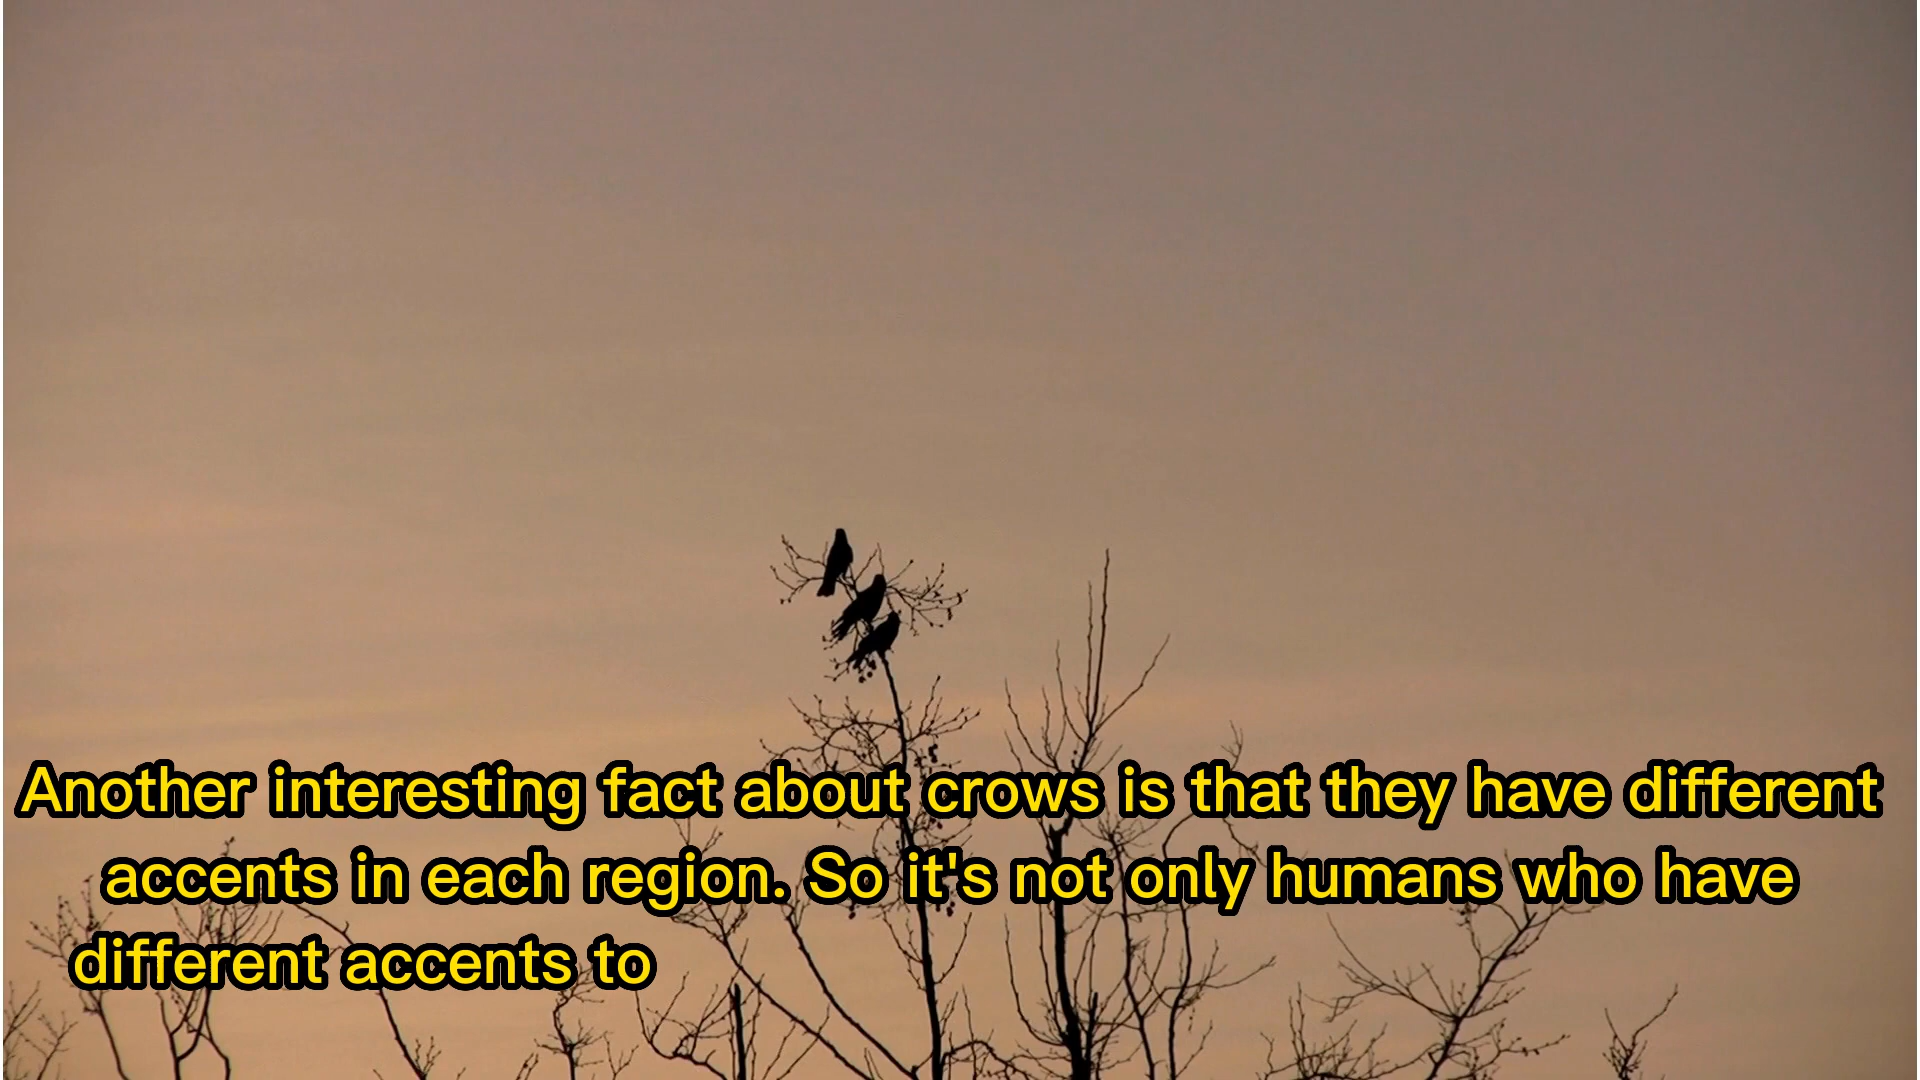 Another interesting fact about crows is that they have different
accents in each region. So it's not only humans who have
different accents to